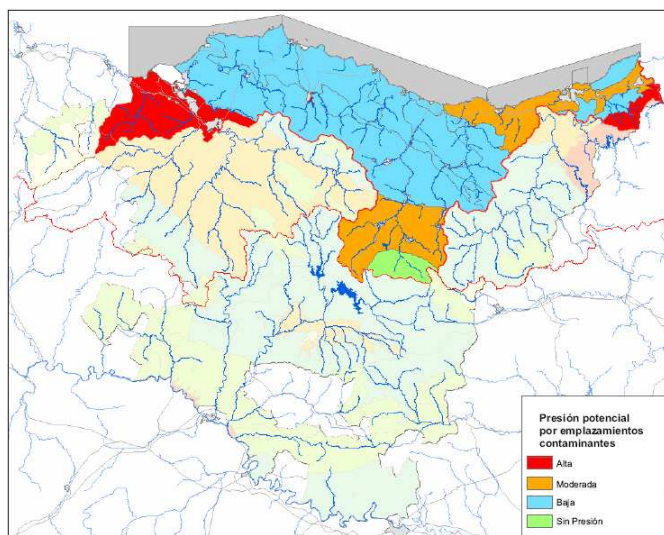 Presión potencial
por emplazamientos
contaminantes
Alta
Moderada
Baja
Sin Presión